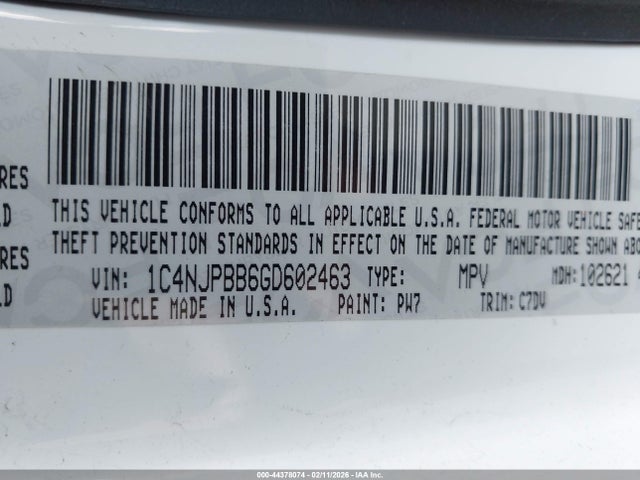 RES
LD
RES
LD
THIS VEHICLE CONFORMS TO ALL APPLICABLE U.S.A. FEDERAL MOTOR VEHICLE SAFE
THEFT PREVENTION STANDARDS IN EFFECT ON THE DATE OF MANUFACTURE SHOWN ABO
VIN: 1C4NJPBB6GD602463 TYPE: MPV MDH: 102621
VEHICLE MADE IN U.S.A. PAINT: PW7 TRIM: C7DV
000-44378074 - 02/11/2026 - IAA Inc.